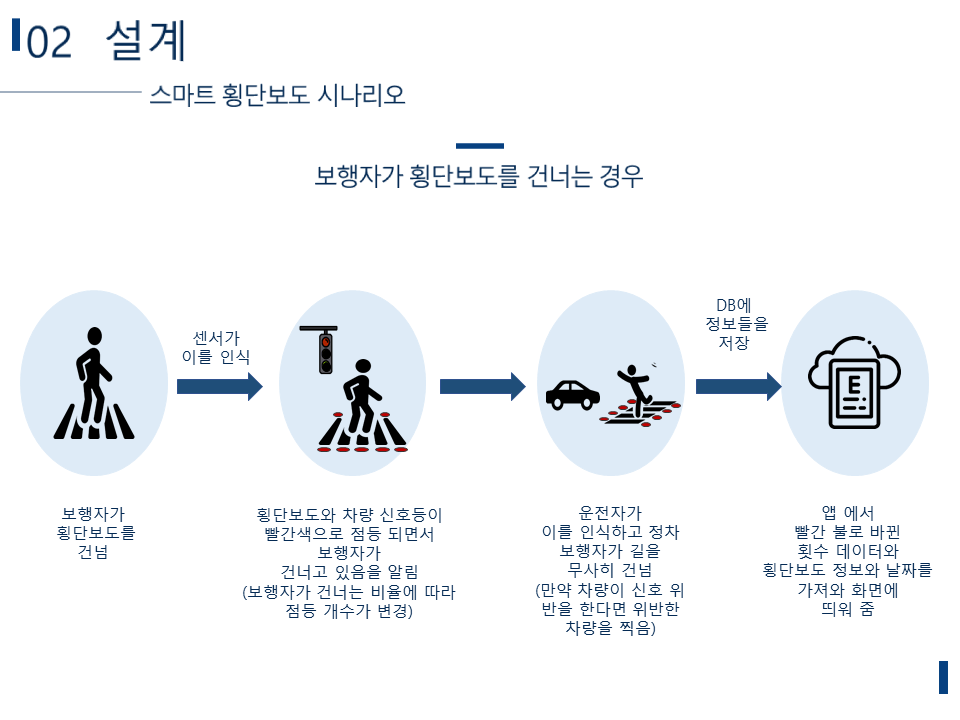 02 설계
스마트 횡단보도 시나리오
보행자가 횡단보도를 건너는 경우
센서가
이를 인식
DB에
정보들을
저장
E
보행자가
횡단보도를
건넘
횡단보도와 차량 신호등이
빨간색으로 점등 되면서
보행자가
건너고 있음을 알림
(보행자가 건너는 비율에 따라
점등 개수가 변경)
운전자가
이를 인식하고 정차
보행자가 길을
무사히 건넘
(만약 차량이 신호 위
반을 한다면 위반한
차량을 찍음)
앱 에서
빨간 불로 바뀐
횟수 데이터와
횡단보도 정보와 날짜를
가져와 화면에
띄워 줌